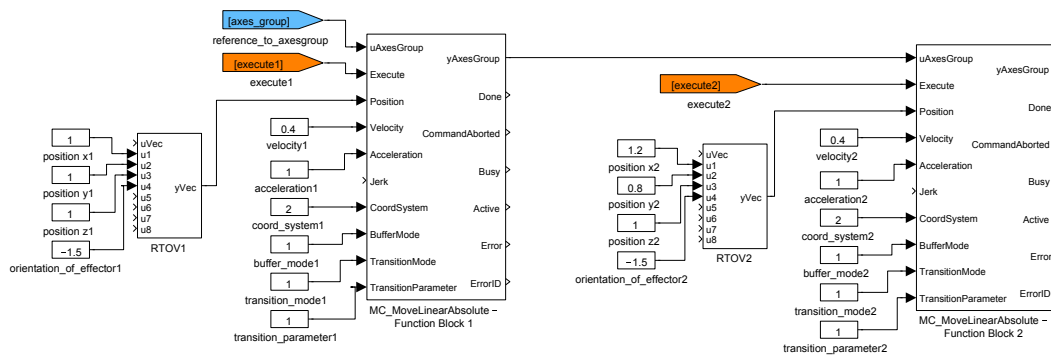 [axes_group]
reference_to_axesgroup
[execute1]
execute1
1
position x1
1
position y1
1
position z1
−1.5
orientation_of_effector1
uVec
u1
u2
u3
u4
u5
u6
u7
u8
yVec
RTOV1
0.4
velocity1
1
acceleration1
2
coord_system1
1
buffer_mode1
1
transition_mode1
1
transition_parameter1
uAxesGroup
Execute
Position
Velocity
Acceleration
Jerk
CoordSystem
BufferMode
TransitionMode
TransitionParameter
yAxesGroup
Done
CommandAborted
Busy
Active
Error
ErrorID
MC_MoveLinearAbsolute −
Function Block 1
[execute2]
execute2
1.2
position x2
0.8
position y2
1
position z2
−1.5
orientation_of_effector2
uVec
u1
u2
u3
u4
u5
u6
u7
u8
yVec
RTOV2
0.4
velocity2
1
acceleration2
2
coord_system2
1
buffer_mode2
1
transition_mode2
1
transition_parameter2
uAxesGroup
Execute
Position
Velocity
Acceleration
Jerk
CoordSystem
BufferMode
TransitionMode
TransitionParameter
yAxesGroup
Done
CommandAborted
Busy
Active
Error
ErrorID
MC_MoveLinearAbsolute −
Function Block 2